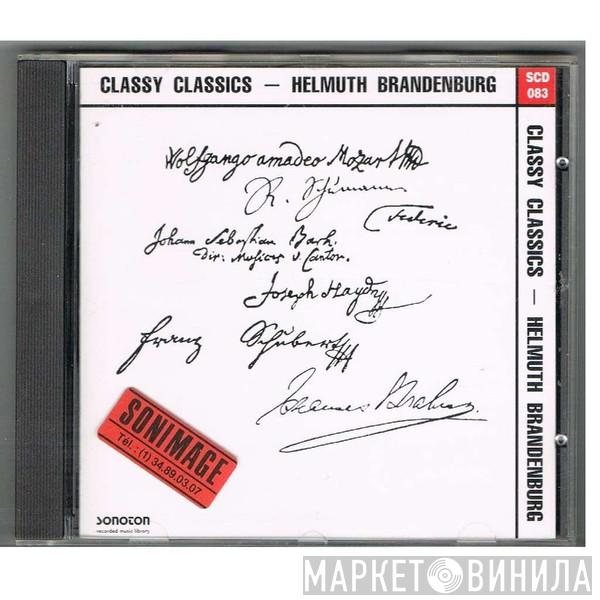 CLASSY CLASSICS – HELMUTH BRANDENBURG
SCD
083
CLASSY CLASSICS – HELMUTH BRANDENBURG
Wolfgango amadeo Mozart
R. Schumann
Federic
Johann Sebastian Bach.
Dir: Musices v. Cantor.
Joseph Haydn
Franz Schubert
Johannes Brahms.
SONIMAGE
Tél.: (1) 34.89.03.07
sonoton
recorded music library
МАРКЕТ ВИНИЛА